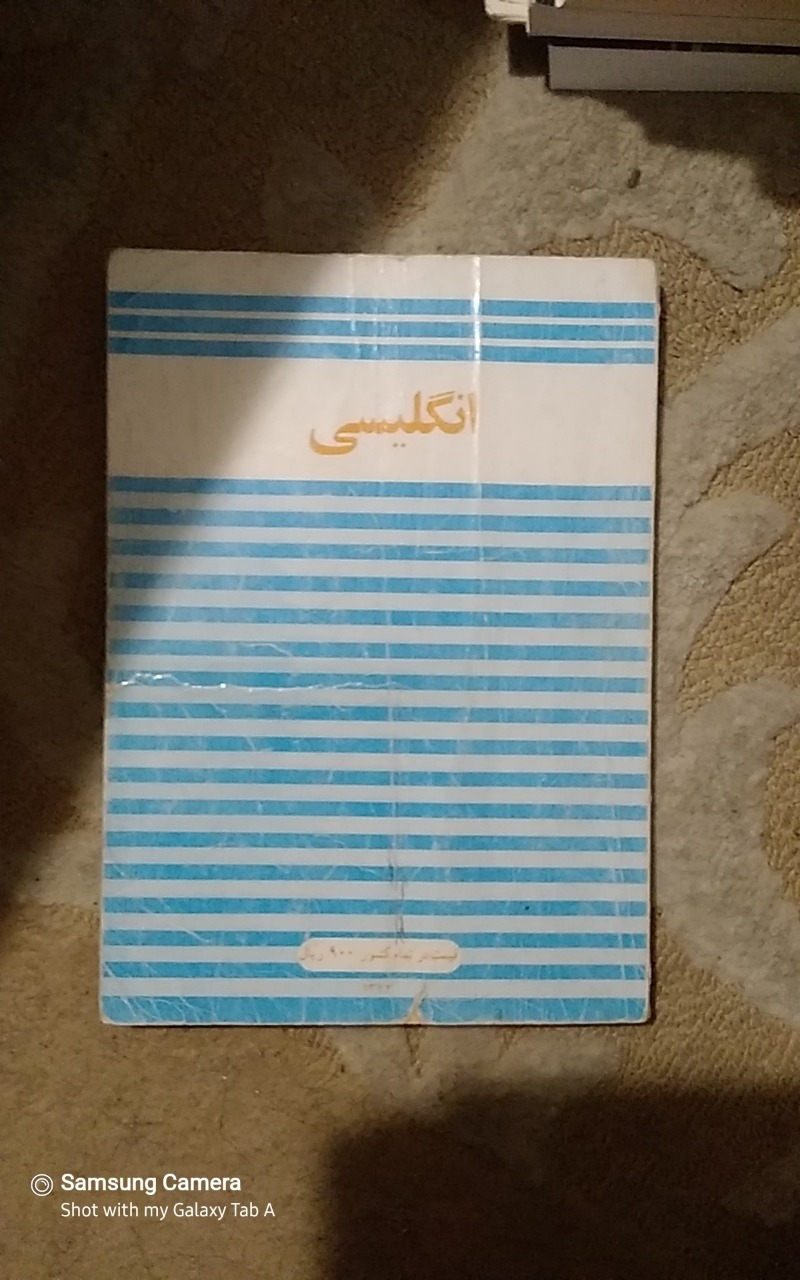 انگلیسی
قیمت در تمام کشور ۹۰۰ ریال
Samsung Camera
Shot with my Galaxy Tab A